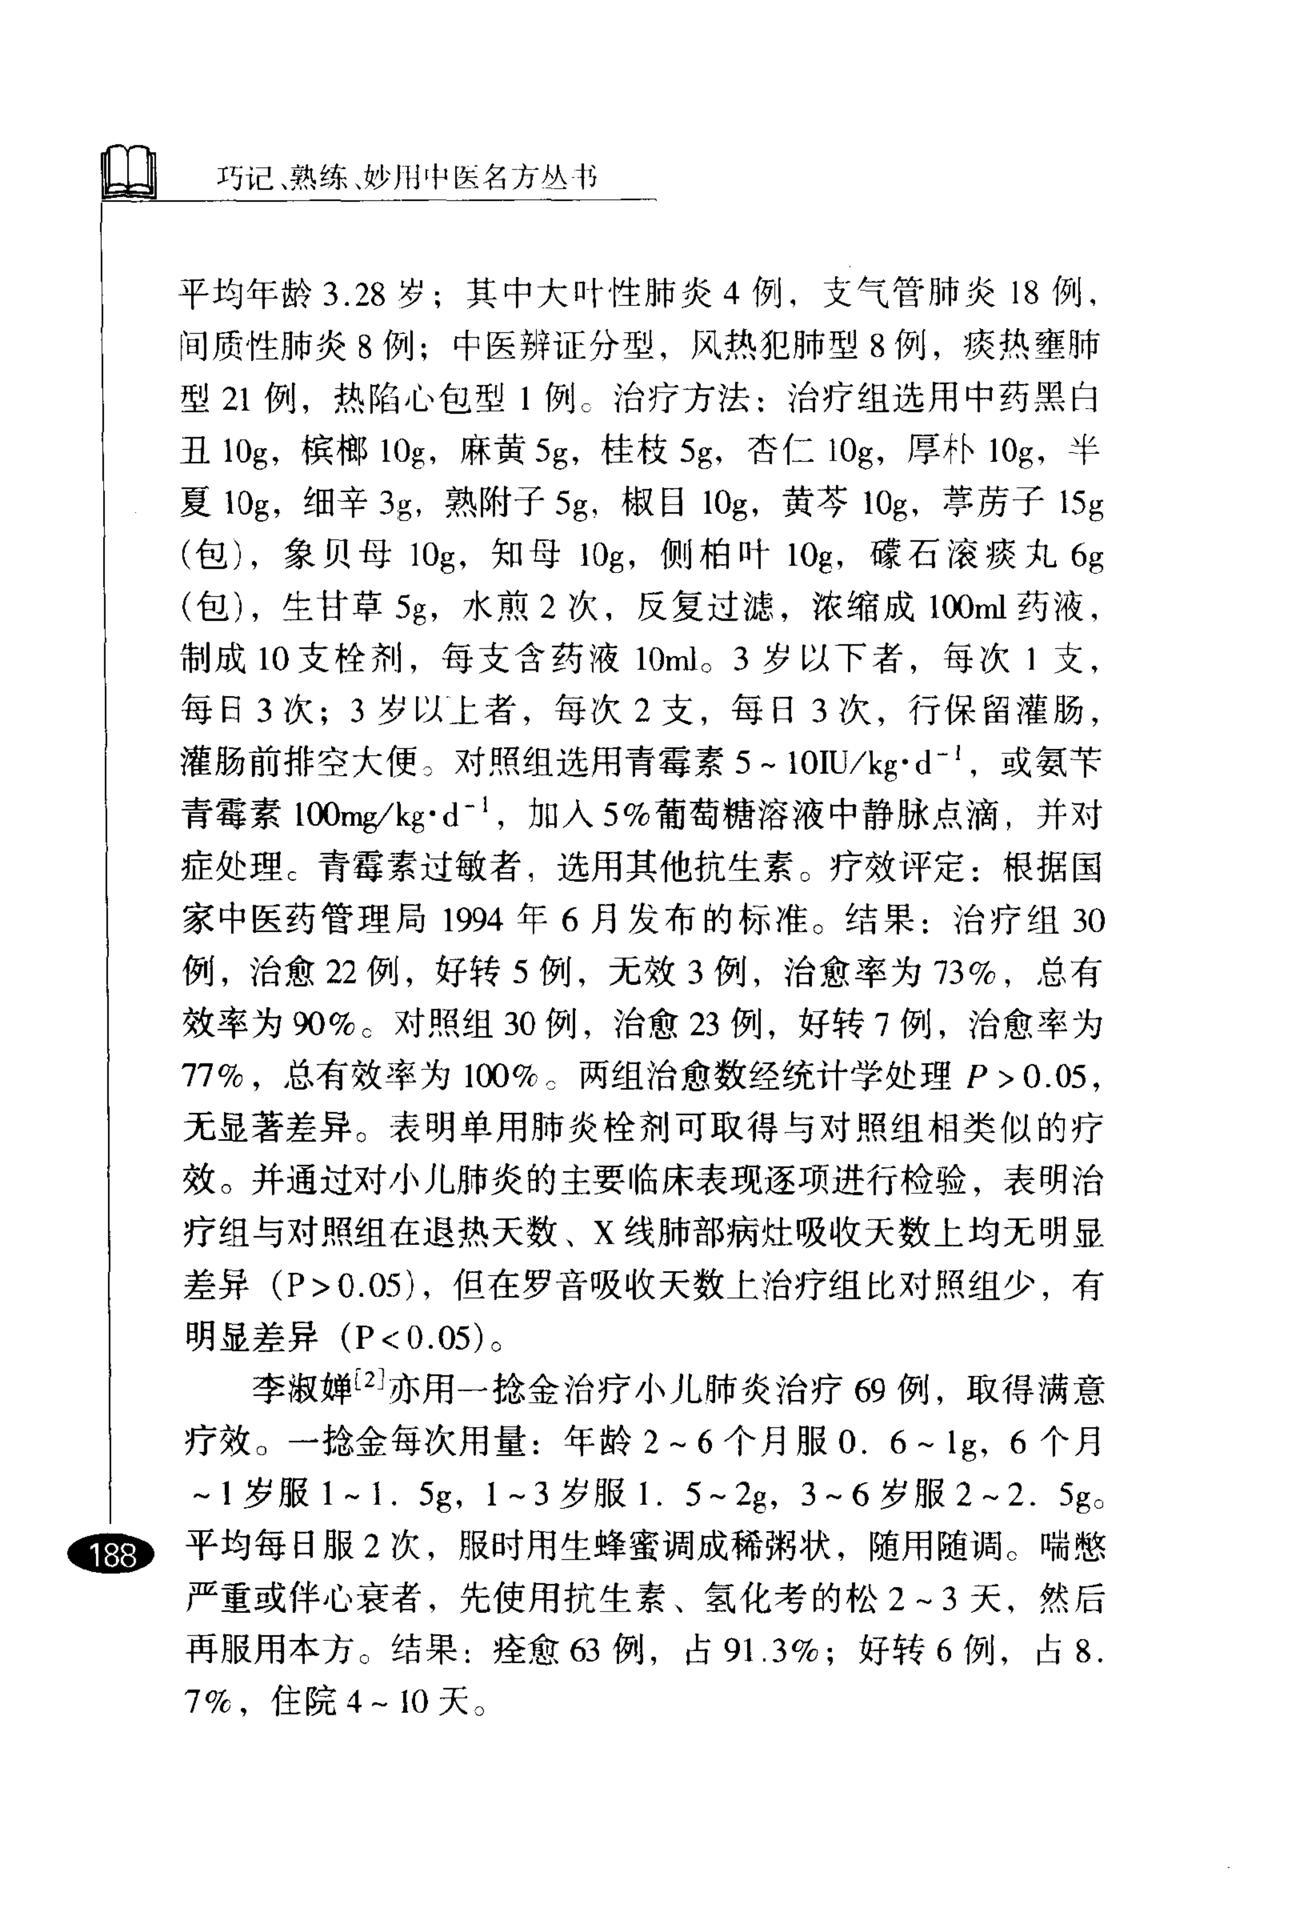 巧记、熟练、妙用中医名方丛书
平均年龄 3.28 岁；其中大叶性肺炎 4 例，支气管肺炎 18 例，
间质性肺炎 8 例；中医辨证分型，风热犯肺型 8 例，痰热壅肺
型 21 例，热陷心包型 1 例。治疗方法：治疗组选用中药黑白
丑 10g，槟榔 10g，麻黄 5g，桂枝 5g，杏仁 10g，厚朴 10g，半
夏 10g，细辛 3g，熟附子 5g，椒目 10g，黄芩 10g，葶苈子 15g
(包)，象贝母 10g，知母 10g，侧柏叶 10g，礞石滚痰丸 6g
(包)，生甘草 5g，水煎 2 次，反复过滤，浓缩成 100ml 药液，
制成 10 支栓剂，每支含药液 10ml。3 岁以下者，每次 1 支，
每日 3 次；3 岁以上者，每次 2 支，每日 3 次，行保留灌肠，
灌肠前排空大便。对照组选用青霉素 5～10IU/kg·d⁻¹，或氨苄
青霉素 100mg/kg·d⁻¹，加入 5%葡萄糖溶液中静脉点滴，并对
症处理。青霉素过敏者，选用其他抗生素。疗效评定：根据国
家中医药管理局 1994 年 6 月发布的标准。结果：治疗组 30
例，治愈 22 例，好转 5 例，无效 3 例，治愈率为 73%，总有
效率为 90%。对照组 30 例，治愈 23 例，好转 7 例，治愈率为
77%，总有效率为 100%。两组治愈数经统计学处理 P＞0.05，
无显著差异。表明单用肺炎栓剂可取得与对照组相类似的疗
效。并通过对小儿肺炎的主要临床表现逐项进行检验，表明治
疗组与对照组在退热天数、X 线肺部病灶吸收天数上均无明显
差异（P＞0.05），但在罗音吸收天数上治疗组比对照组少，有
明显差异（P＜0.05）。
李淑婵[2]亦用一捻金治疗小儿肺炎治疗 69 例，取得满意
疗效。一捻金每次用量：年龄 2～6 个月服 0. 6～1g，6 个月
～1 岁服 1～1. 5g，1～3 岁服 1. 5～2g，3～6 岁服 2～2. 5g。
平均每日服 2 次，服时用生蜂蜜调成稀粥状，随用随调。喘憋
严重或伴心衰者，先使用抗生素、氢化考的松 2～3 天，然后
再服用本方。结果：痊愈 63 例，占 91.3%；好转 6 例，占 8.
7%，住院 4～10 天。
188